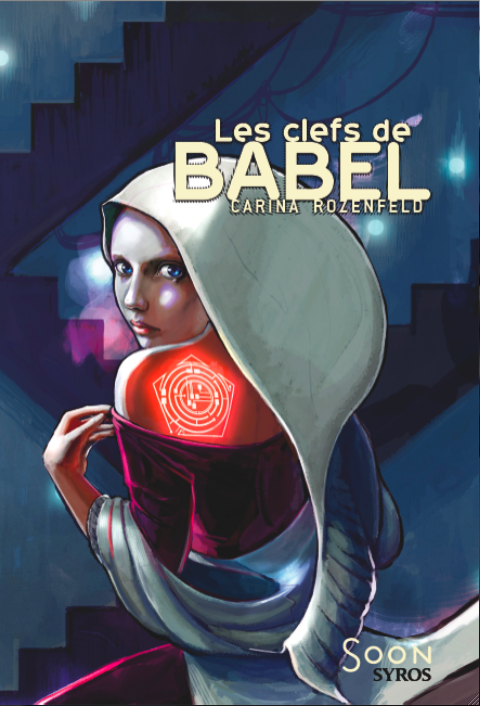 Les clefs de
BABEL
CARINA ROZENFELD
SOON
SYROS